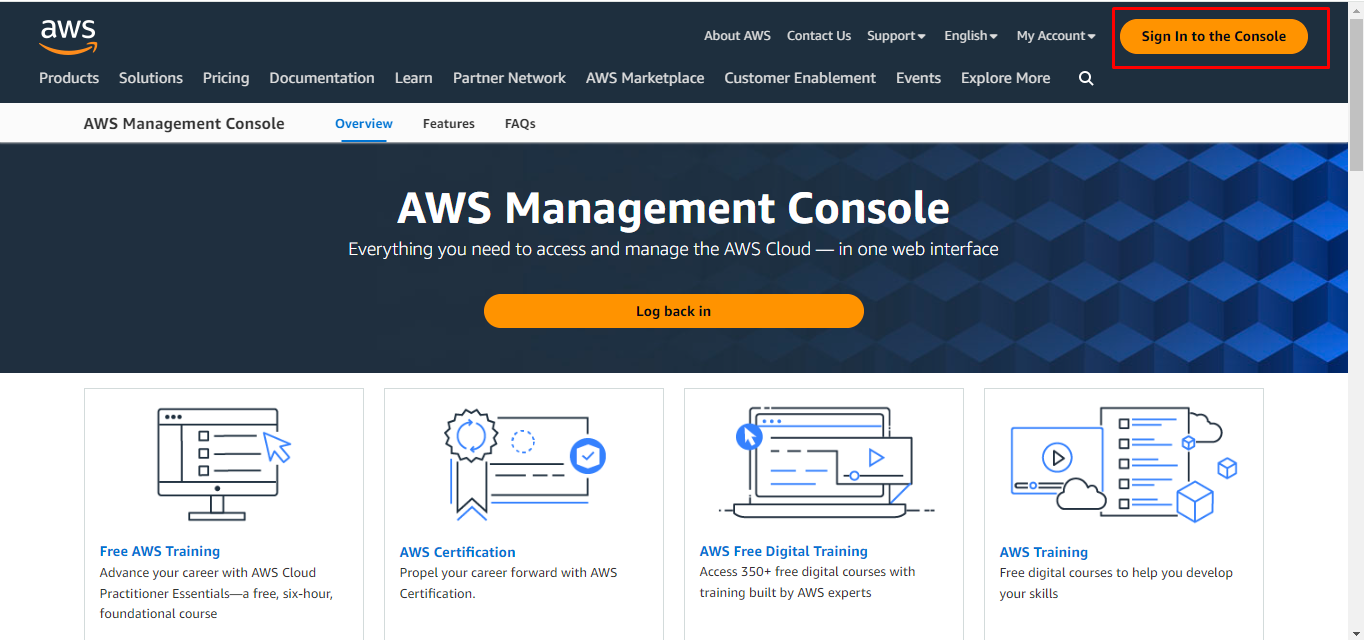 aws
About AWS Contact Us Support English My Account Sign In to the Console
Products Solutions Pricing Documentation Learn Partner Network AWS Marketplace Customer Enablement Events Explore More
AWS Management Console Overview Features FAQs
AWS Management Console
Everything you need to access and manage the AWS Cloud — in one web interface
Log back in
Free AWS Training
Advance your career with AWS Cloud
Practitioner Essentials—a free, six-hour,
foundational course
AWS Certification
Propel your career forward with AWS
Certification.
AWS Free Digital Training
Access 350+ free digital courses with
training built by AWS experts
AWS Training
Free digital courses to help you develop
your skills